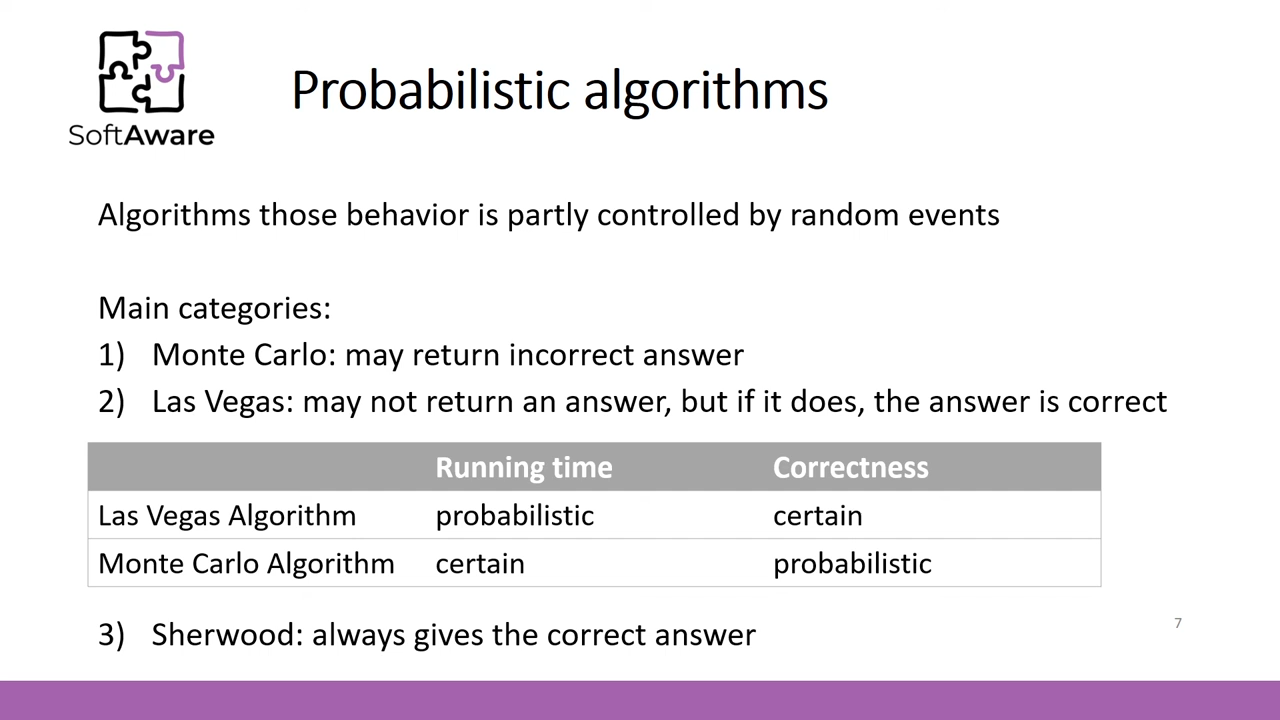 SoftAware
Probabilistic algorithms
Algorithms those behavior is partly controlled by random events
Main categories:
1) Monte Carlo: may return incorrect answer
2) Las Vegas: may not return an answer, but if it does, the answer is correct
Running time Correctness
Las Vegas Algorithm probabilistic certain
Monte Carlo Algorithm certain probabilistic
3) Sherwood: always gives the correct answer
7